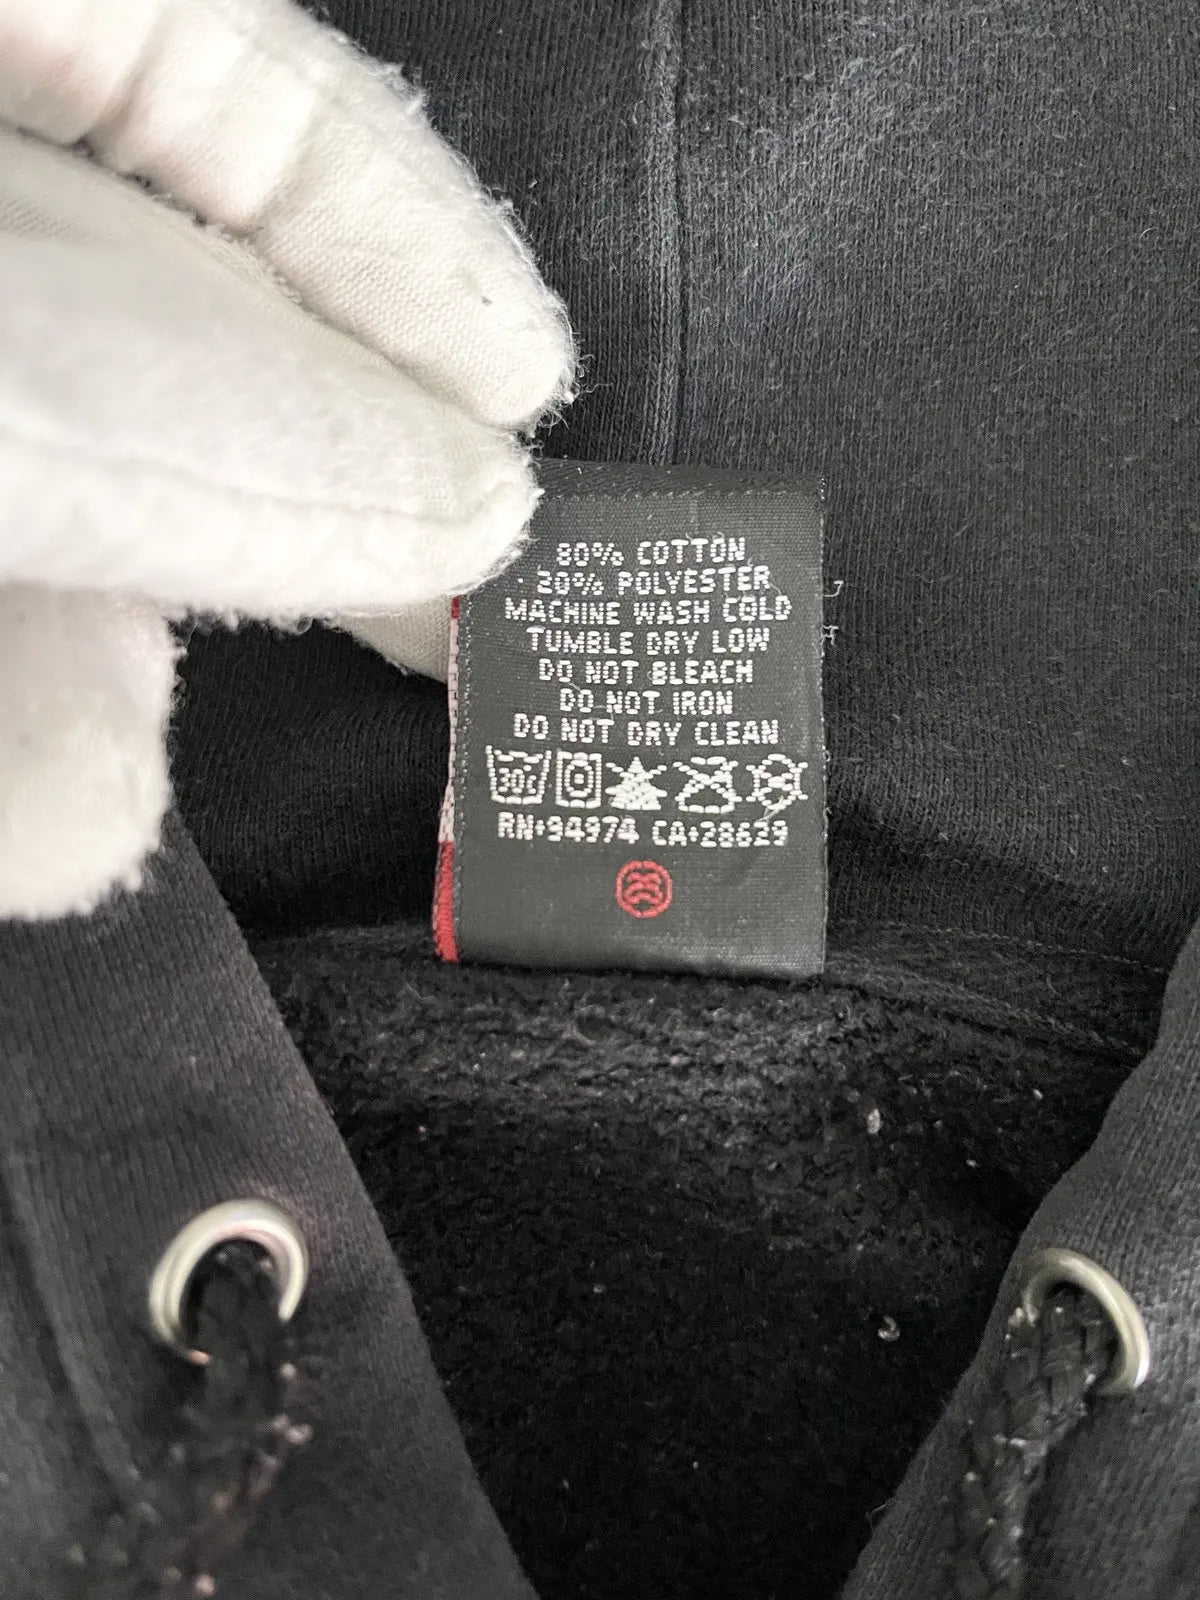 80% COTTON
20% POLYESTER
MACHINE WASH COLD
TUMBLE DRY LOW
DO NOT BLEACH
DO NOT IRON
DO NOT DRY CLEAN
30C
RN•94974 CA•28629